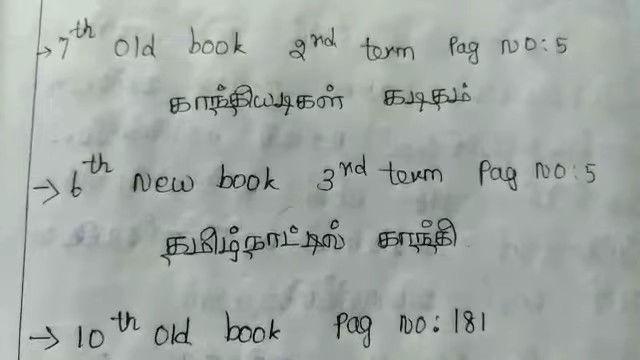 → 7th old book 2nd term Pag NO: 5
காந்தியடிகள் கடிதம்
→ 6th New book 3rd term Pag NO: 5
தமிழ்நாட்டில் காந்தி
→ 10th old book Pag NO: 181